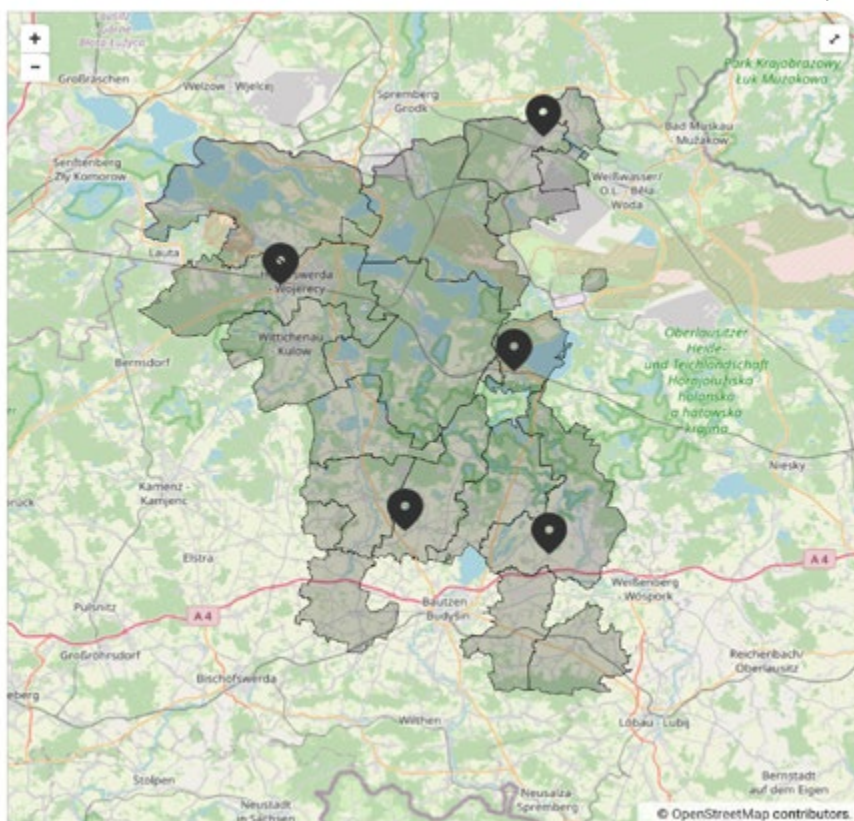 +
−
Großräschen
Welzow - Wjelcej
Spremberg
Grodk
Park Krajobrazowy
Łuk Mużakowa
Bad Muskau
- Mužakow
Senftenberg
Zły Komorow
Weißwasser/
O.L. - Běła
Woda
Lauta
- Wojerecy
Wittichenau
Kulow
Bernsdorf
Oberlausitzer
Heide-
und Teichlandschaft
Hornjołužiska
hołanska
a hatowska
krajina
Niesky
Kamenz -
Kamjenc
Elstra
A 4
Weißenberg
- Wóspork
Bautzen
Budyšin
Pulsnitz
A 4
Großröhrsdorf
Reichenbach/
Oberlausitz
Bischofswerda
Wilthen
Löbau - Lubij
Stolpen
Neustadt
in Sachsen
Neusalza
Spremberg
Bernstadt
auf dem Eigen
© OpenStreetMap contributors.